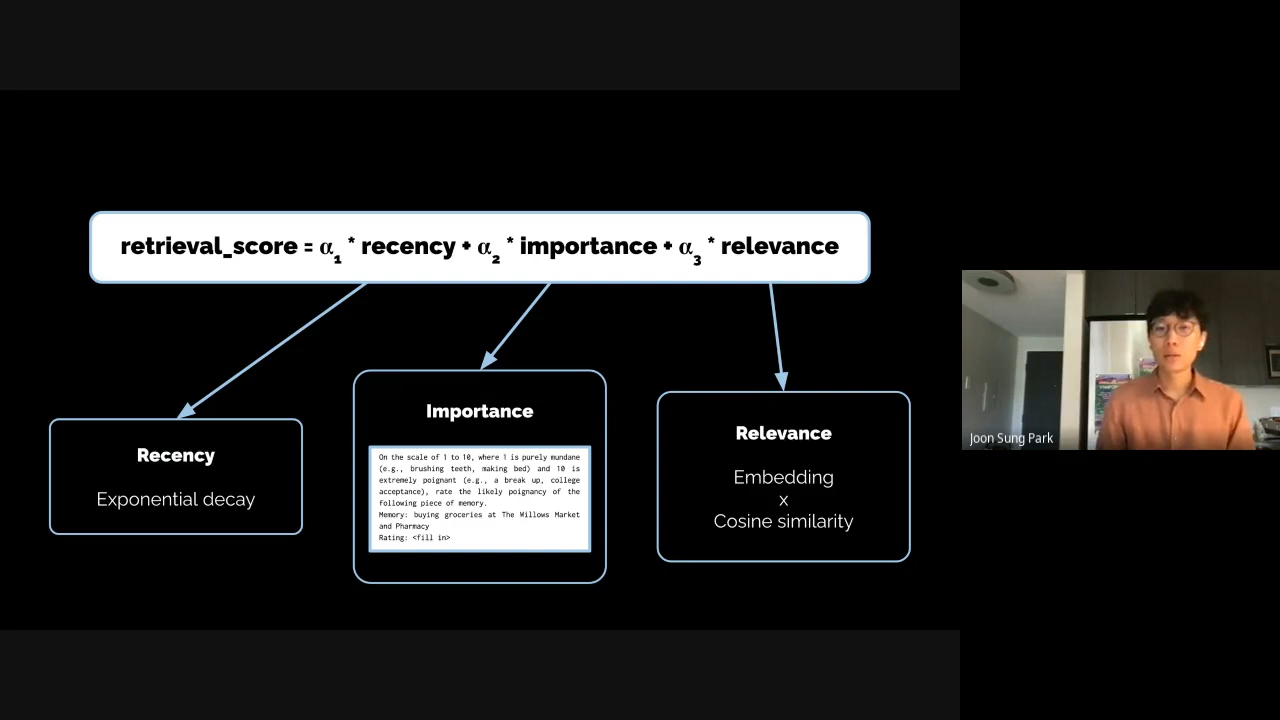 retrieval_score = α1 * recency + α2 * importance + α3 * relevance
Recency
Exponential decay
Importance
On the scale of 1 to 10, where 1 is purely mundane
(e.g., brushing teeth, making bed) and 10 is
extremely poignant (e.g., a break up, college
acceptance), rate the likely poignancy of the
following piece of memory.
Memory: buying groceries at The Willows Market
and Pharmacy
Rating: <fill in>
Relevance
Embedding
x
Cosine similarity
Joon Sung Park